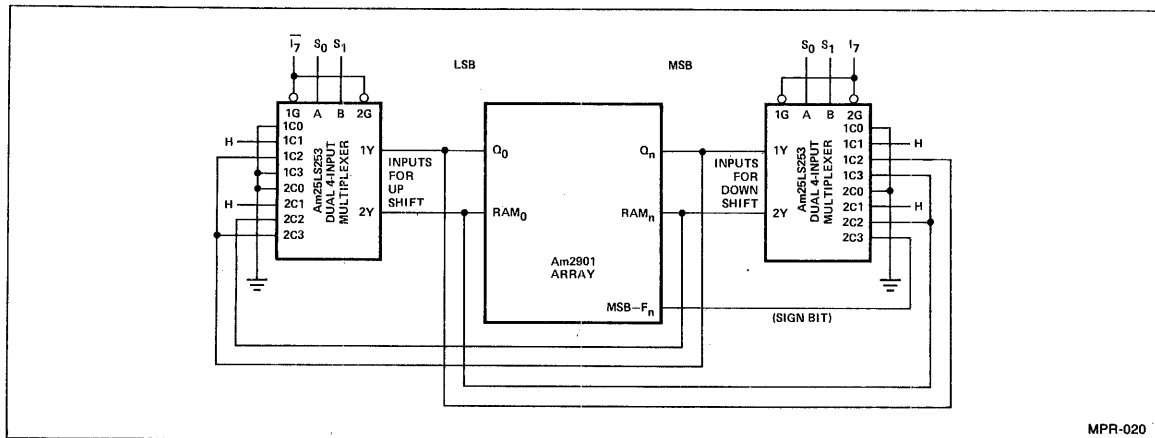 I7 S0 S1
LSB
MSB
S0 S1 I7
1G A B 2G
1C0
1C1
1C2
1C3
2C0
2C1
2C2
2C3
H
H
Am25LS253
DUAL 4-INPUT
MULTIPLEXER
1Y
2Y
INPUTS
FOR
UP
SHIFT
Q0
RAM0
Am2901
ARRAY
Qn
RAMn
MSB–Fn
INPUTS
FOR
DOWN
SHIFT
1G A B 2G
1Y
2Y
Am25LS253
DUAL 4-INPUT
MULTIPLEXER
1C0
1C1
1C2
1C3
2C0
2C1
2C2
2C3
H
H
(SIGN BIT)
MPR-020